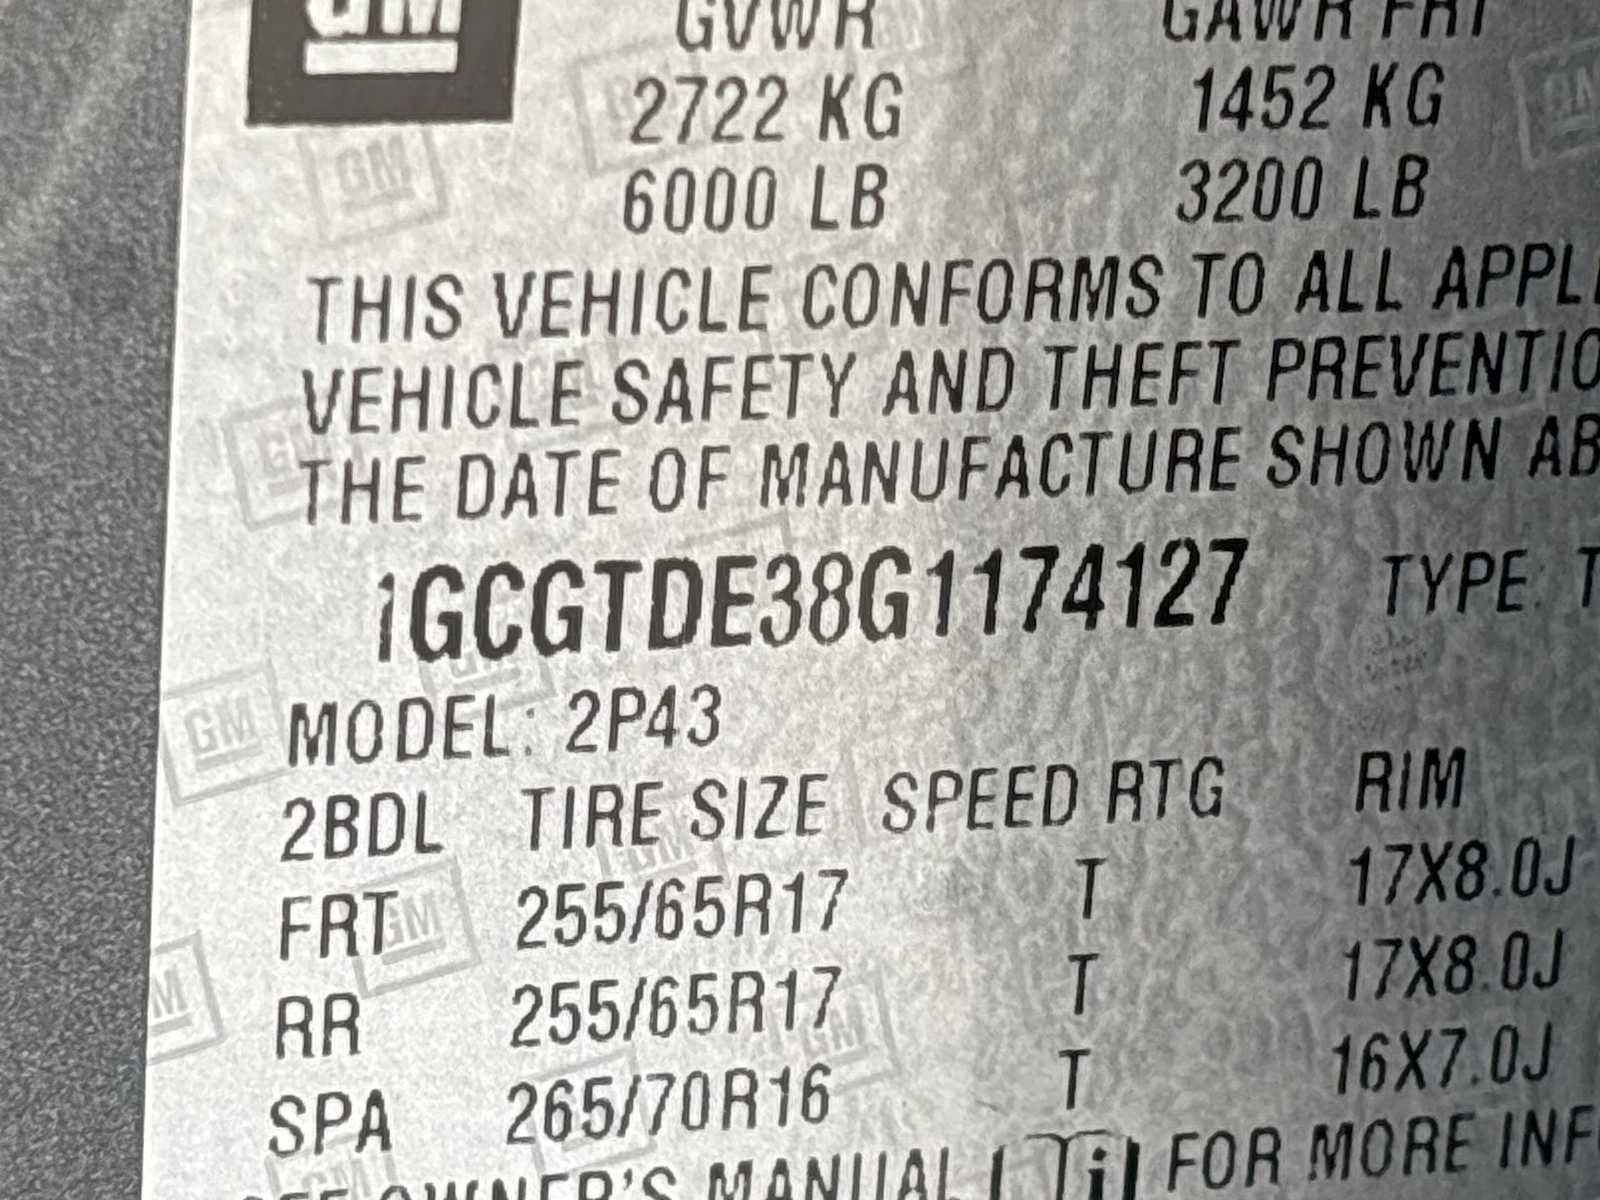 GM
GVWR GAWR FRT
2722 KG 1452 KG
6000 LB 3200 LB
THIS VEHICLE CONFORMS TO ALL APPL
VEHICLE SAFETY AND THEFT PREVENTIO
THE DATE OF MANUFACTURE SHOWN AB
1GCGTDE38G1174127 TYPE: T
MODEL: 2P43
2BDL TIRE SIZE SPEED RTG RIM
FRT 255/65R17 T 17X8.0J
RR 255/65R17 T 17X8.0J
SPA 265/70R16 T 16X7.0J
SEE OWNER'S MANUAL i FOR MORE INF